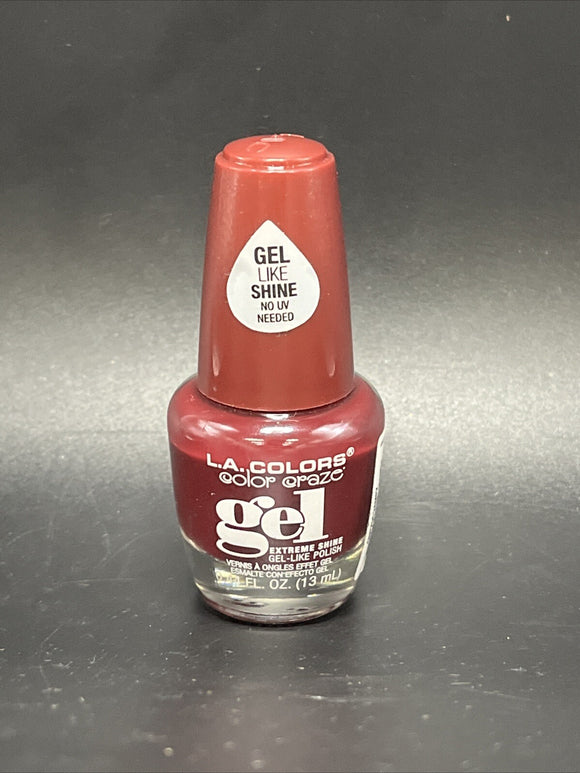 GEL
LIKE
SHINE
NO UV
NEEDED
L.A. COLORS®
color craze®
gel
EXTREME SHINE
GEL-LIKE POLISH
VERNIS À ONGLES EFFET GEL
ESMALTE CON EFECTO GEL
FL. OZ. (13 mL)